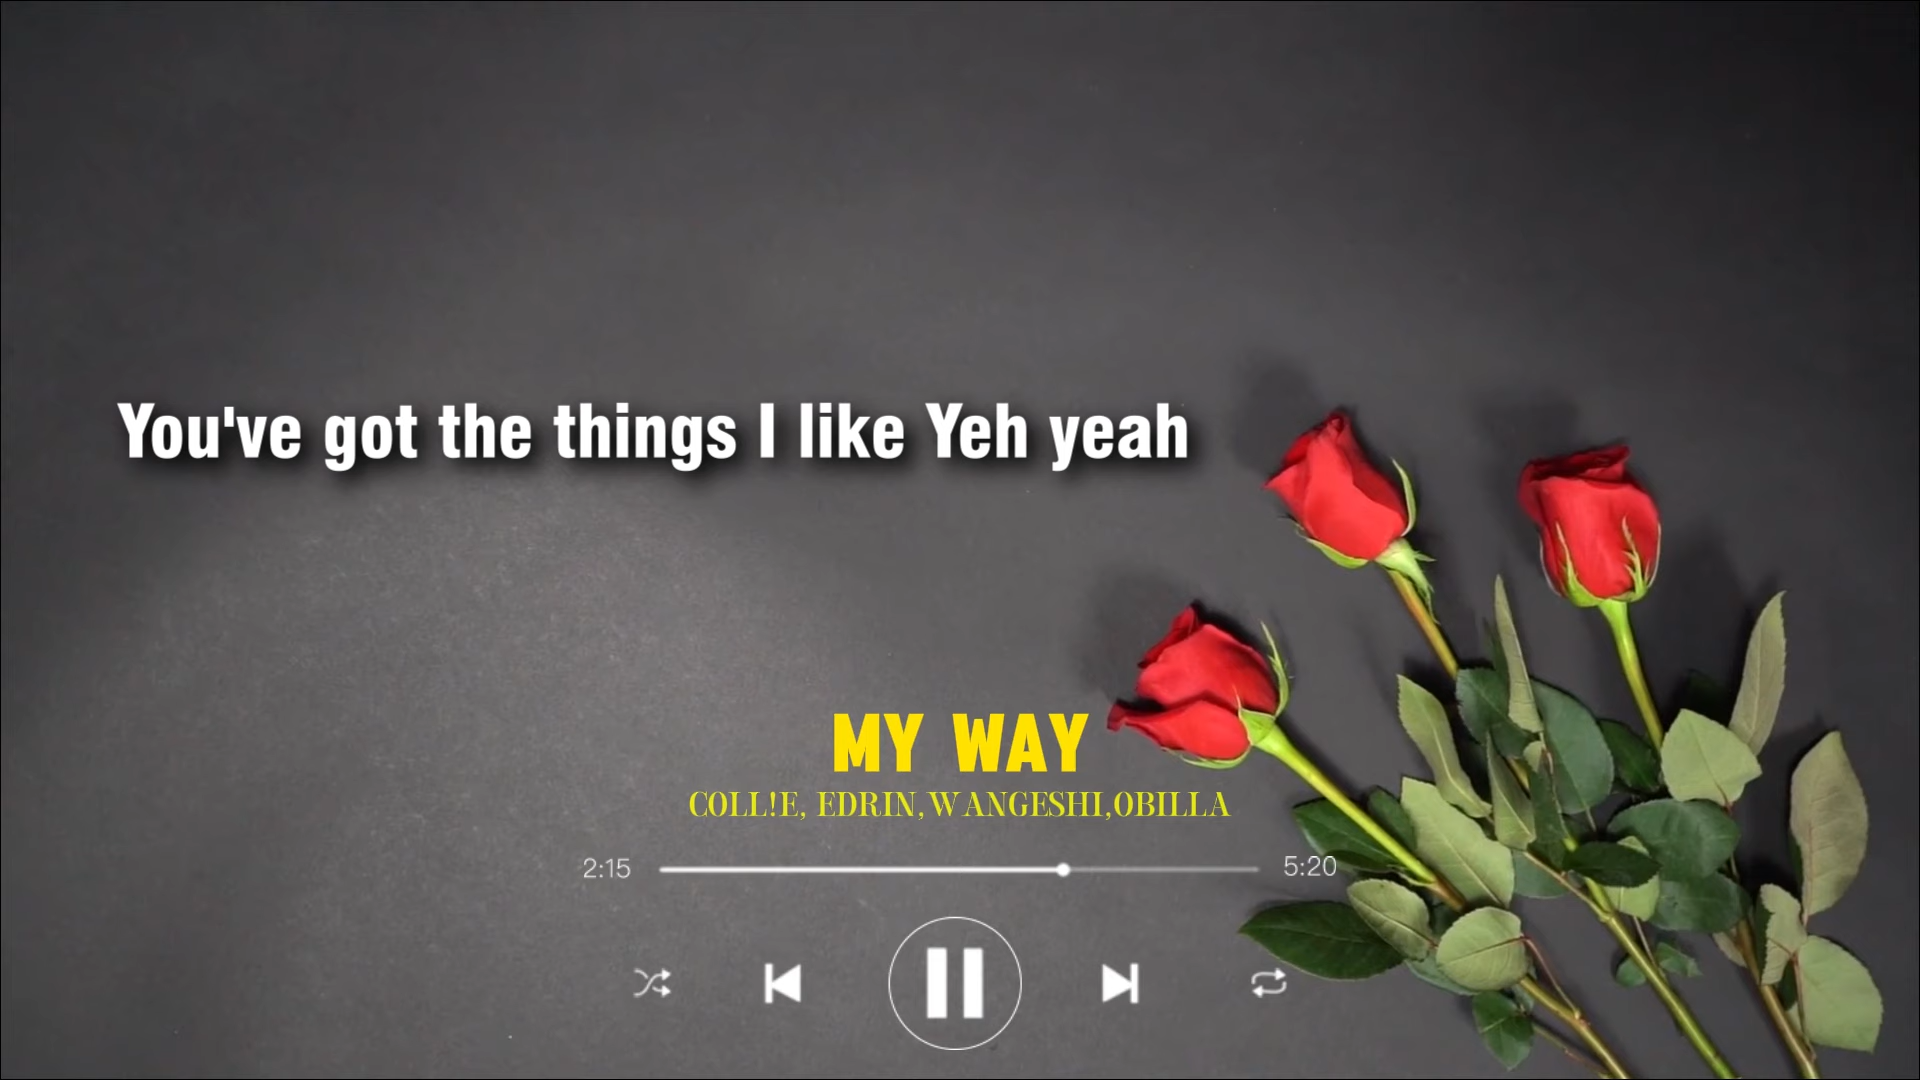 You've got the things I like Yeh yeah
MY WAY
COLL!E, EDRIN,WANGESHI,OBILLA
2:15
5:20